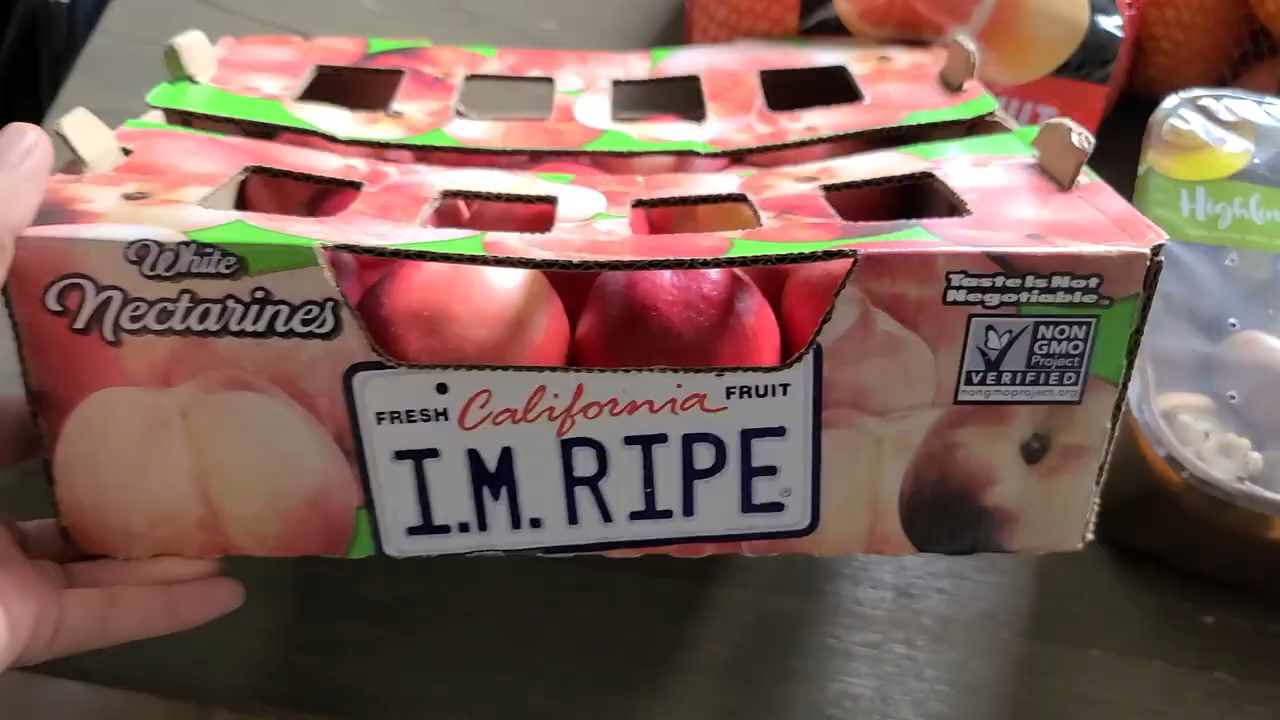 White
Nectarines
Taste Is Not
Negotiable.
NON
GMO
Project
VERIFIED
nongmoproject.org
FRESH California FRUIT
I.M. RIPE®